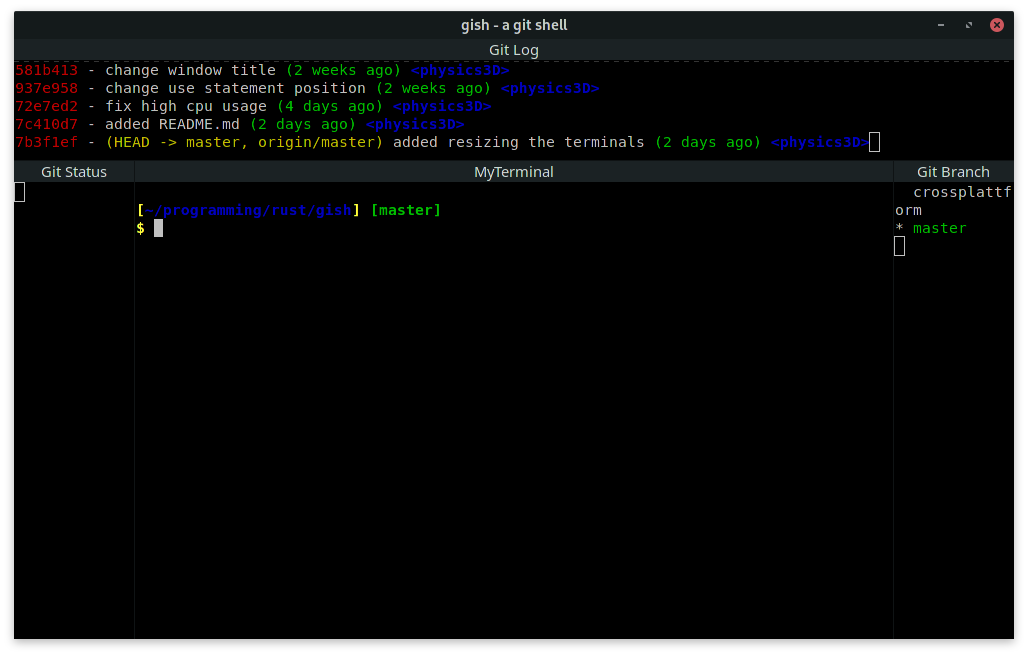 gish - a git shell
Git Log
581b413 - change window title (2 weeks ago) <physics3D>
937e958 - change use statement position (2 weeks ago) <physics3D>
72e7ed2 - fix high cpu usage (4 days ago) <physics3D>
7c410d7 - added README.md (2 days ago) <physics3D>
7b3f1ef - (HEAD -> master, origin/master) added resizing the terminals (2 days ago) <physics3D>
Git Status
MyTerminal
[~/programming/rust/gish] [master]
$
Git Branch
crossplattf
orm
* master